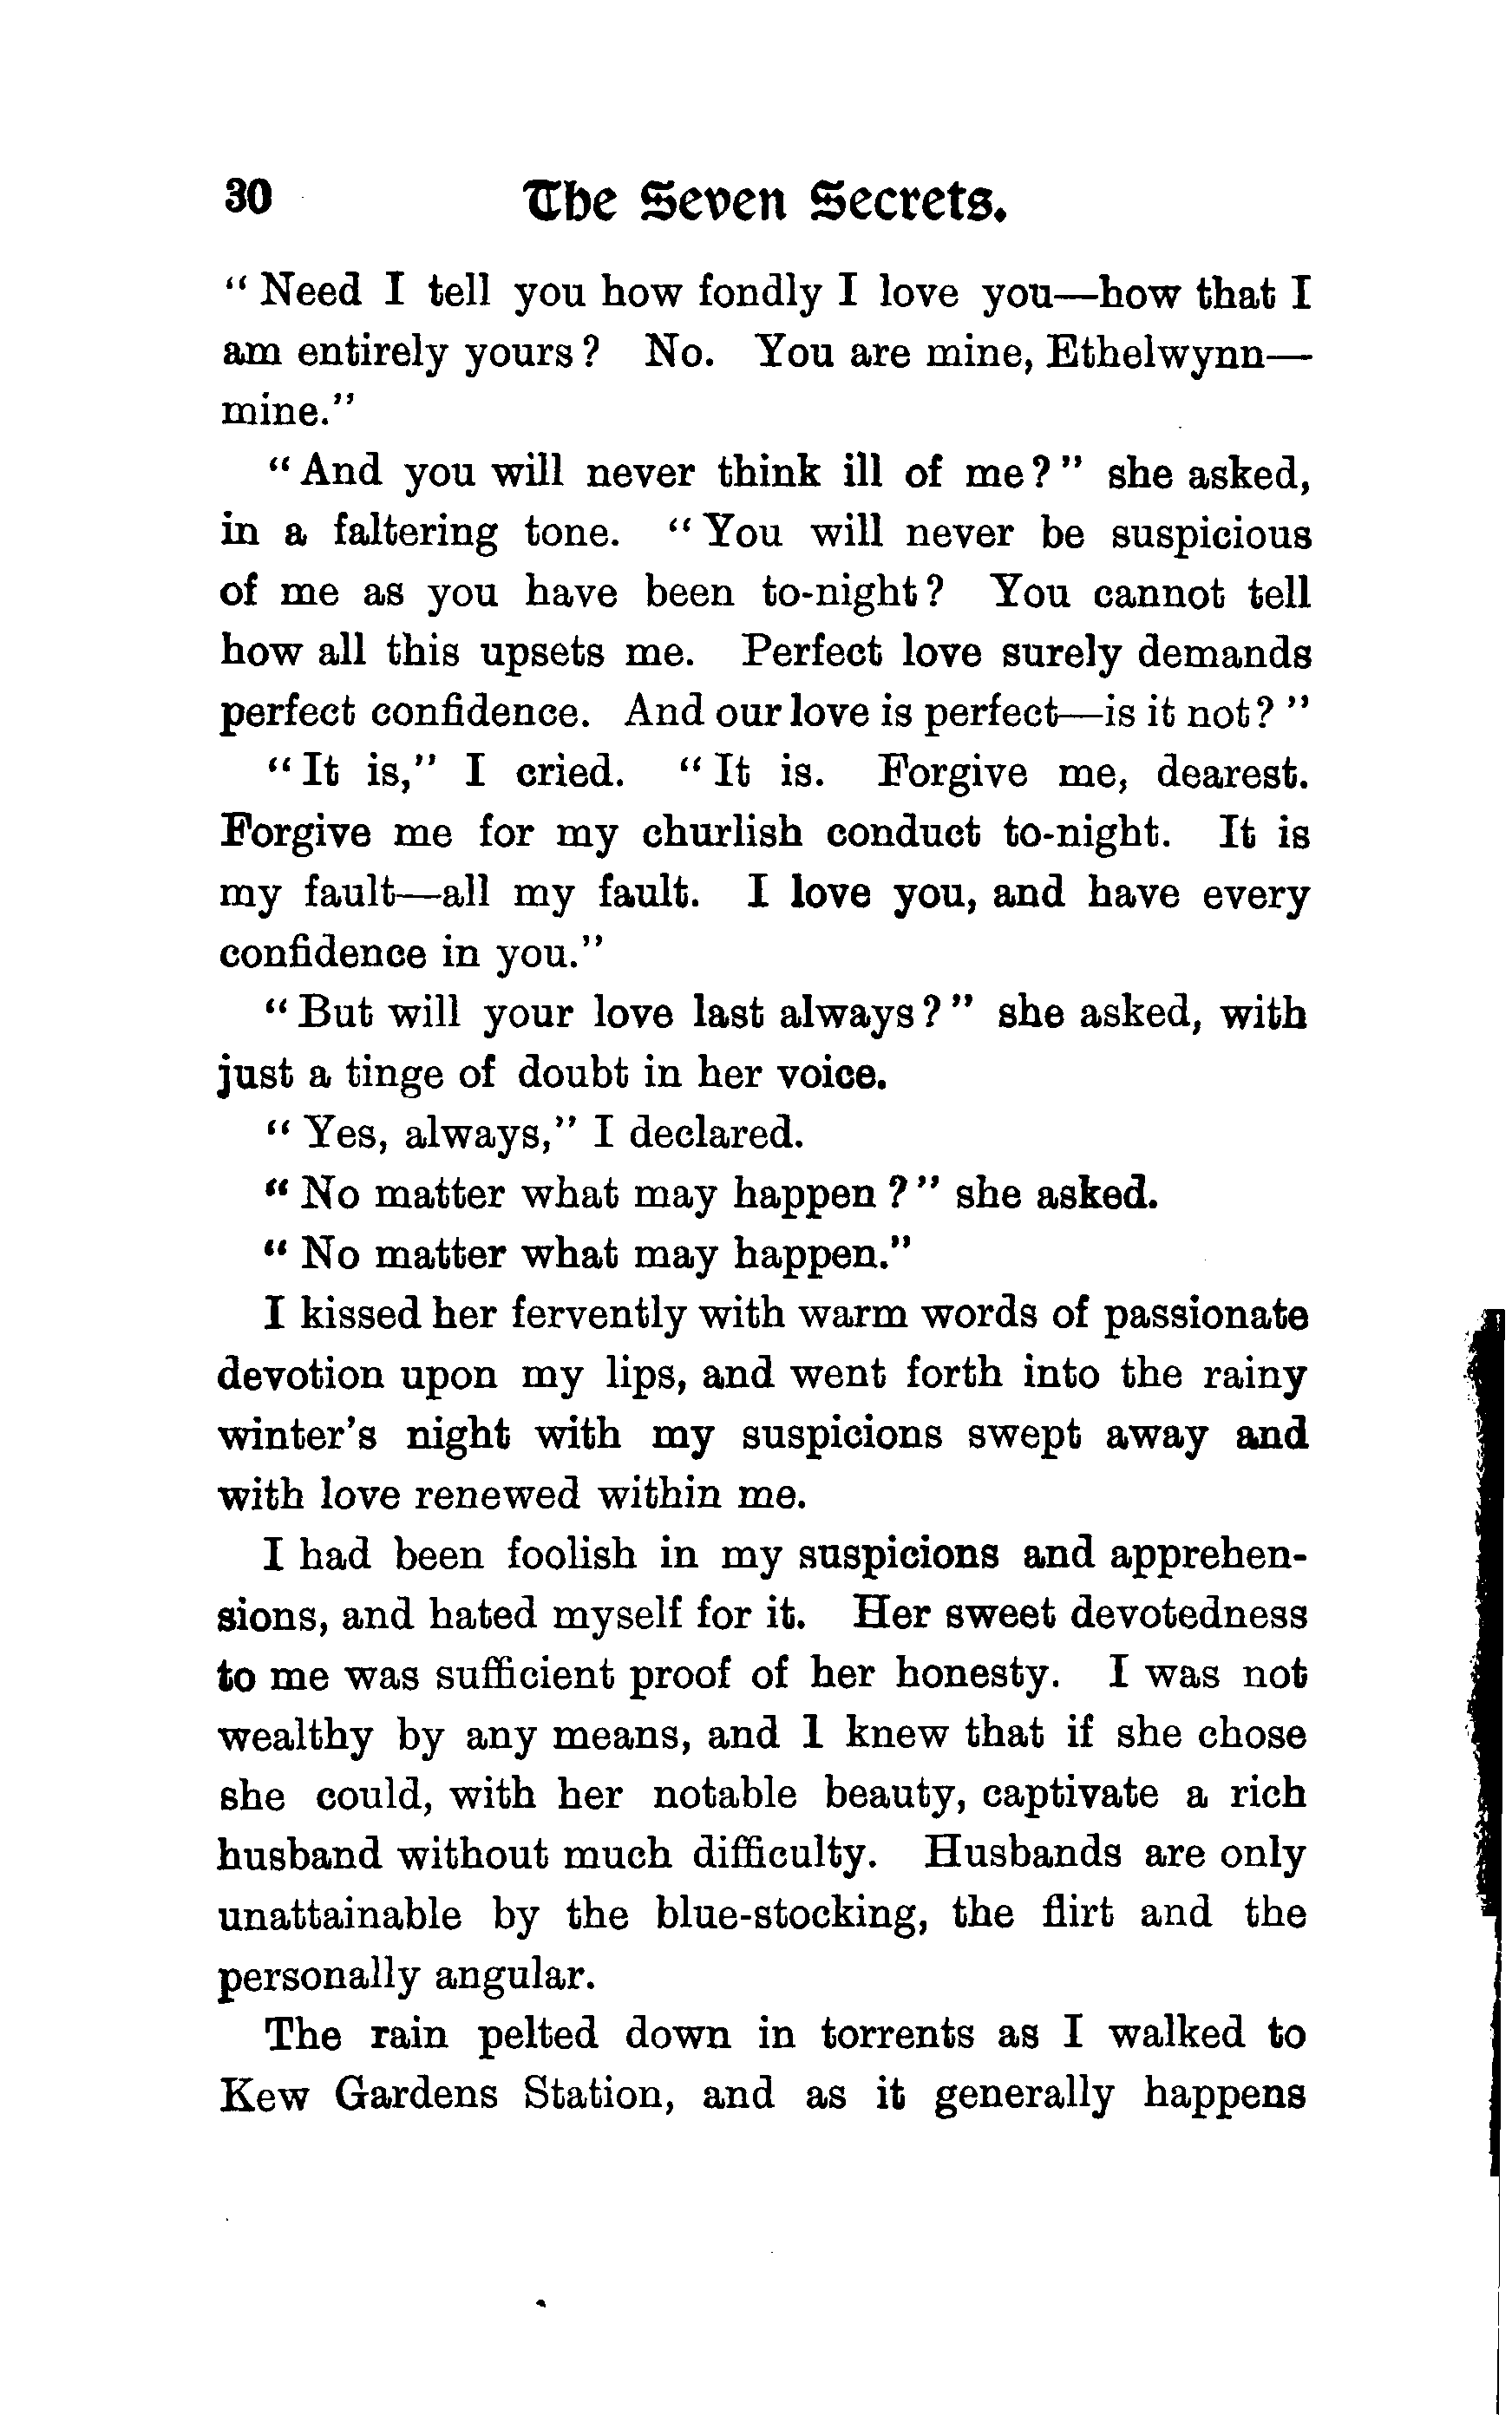 30 The Seven Secrets.
" Need I tell you how fondly I love you—how that I
am entirely yours? No. You are mine, Ethelwynn—
mine."
" And you will never think ill of me?" she asked,
in a faltering tone. " You will never be suspicious
of me as you have been to-night? You cannot tell
how all this upsets me. Perfect love surely demands
perfect confidence. And our love is perfect—is it not? "
" It is," I cried. " It is. Forgive me, dearest.
Forgive me for my churlish conduct to-night. It is
my fault—all my fault. I love you, and have every
confidence in you."
" But will your love last always?" she asked, with
just a tinge of doubt in her voice.
" Yes, always," I declared.
" No matter what may happen ?" she asked.
" No matter what may happen."
I kissed her fervently with warm words of passionate
devotion upon my lips, and went forth into the rainy
winter's night with my suspicions swept away and
with love renewed within me.
I had been foolish in my suspicions and apprehen-
sions, and hated myself for it. Her sweet devotedness
to me was sufficient proof of her honesty. I was not
wealthy by any means, and I knew that if she chose
she could, with her notable beauty, captivate a rich
husband without much difficulty. Husbands are only
unattainable by the blue-stocking, the flirt and the
personally angular.
The rain pelted down in torrents as I walked to
Kew Gardens Station, and as it generally happens